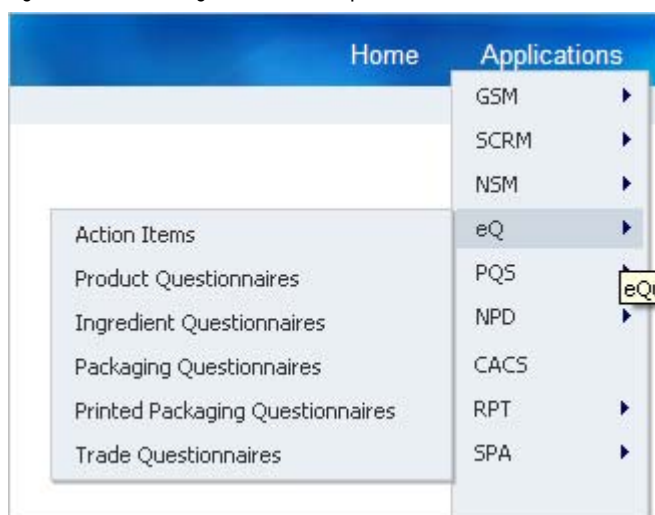 Home Applications
GSM
SCRM
NSM
eQ
PQS
eQu
NPD
CACS
RPT
SPA
Action Items
Product Questionnaires
Ingredient Questionnaires
Packaging Questionnaires
Printed Packaging Questionnaires
Trade Questionnaires